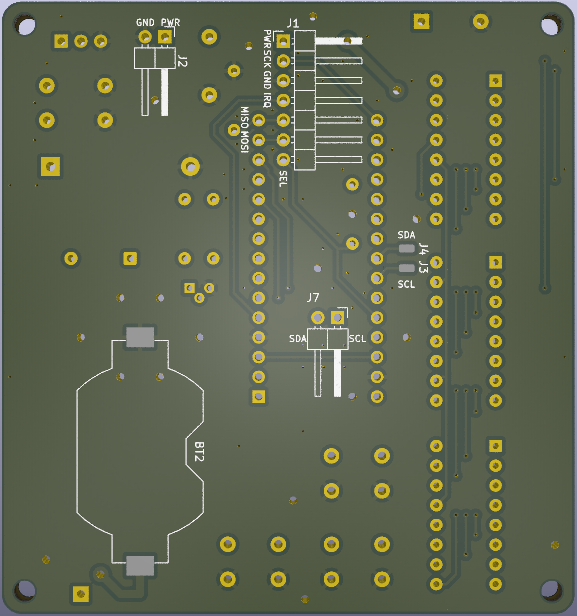 GND PWR
J1
J2
PWR SCK GND IRQ
MISO MOSI
SEL
SDA
J4
J3
SCL
J7
SDA
SCL
BT2